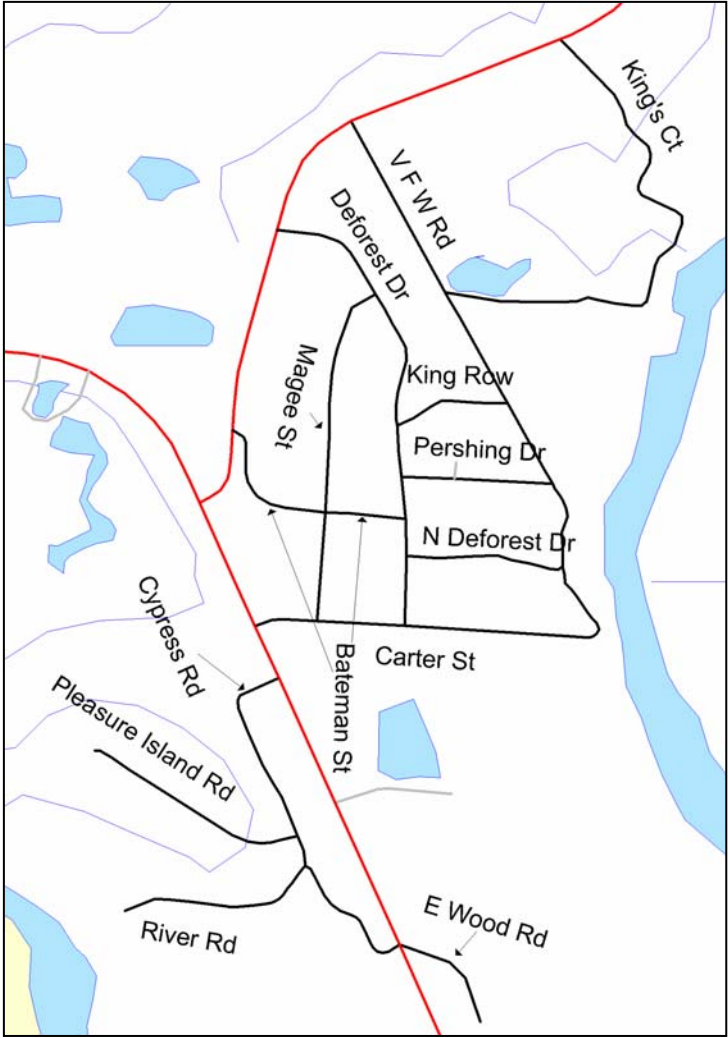 King's Ct
V F W Rd
Deforest Dr
Magee St
King Row
Pershing Dr
N Deforest Dr
Cypress Rd
Bateman St
Carter St
Pleasure Island Rd
E Wood Rd
River Rd